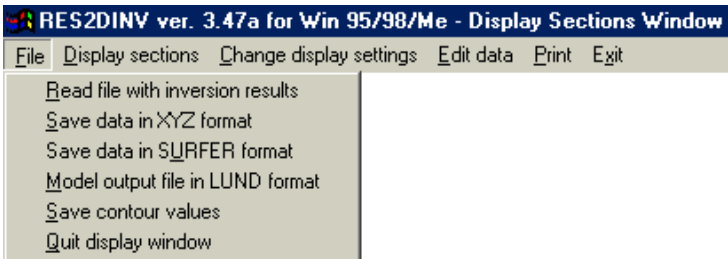 RES2DINV ver. 3.47a for Win 95/98/Me - Display Sections Window
File Display sections Change display settings Edit data Print Exit
Read file with inversion results
Save data in XYZ format
Save data in SURFER format
Model output file in LUND format
Save contour values
Quit display window